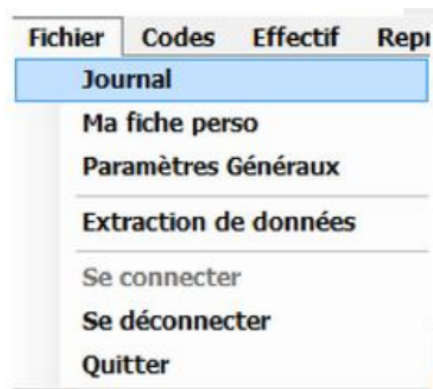 Fichier Codes Effectif
Journal
Ma fiche perso
Paramètres Généraux
Extraction de données
Se connecter
Se déconnecter
Quitter